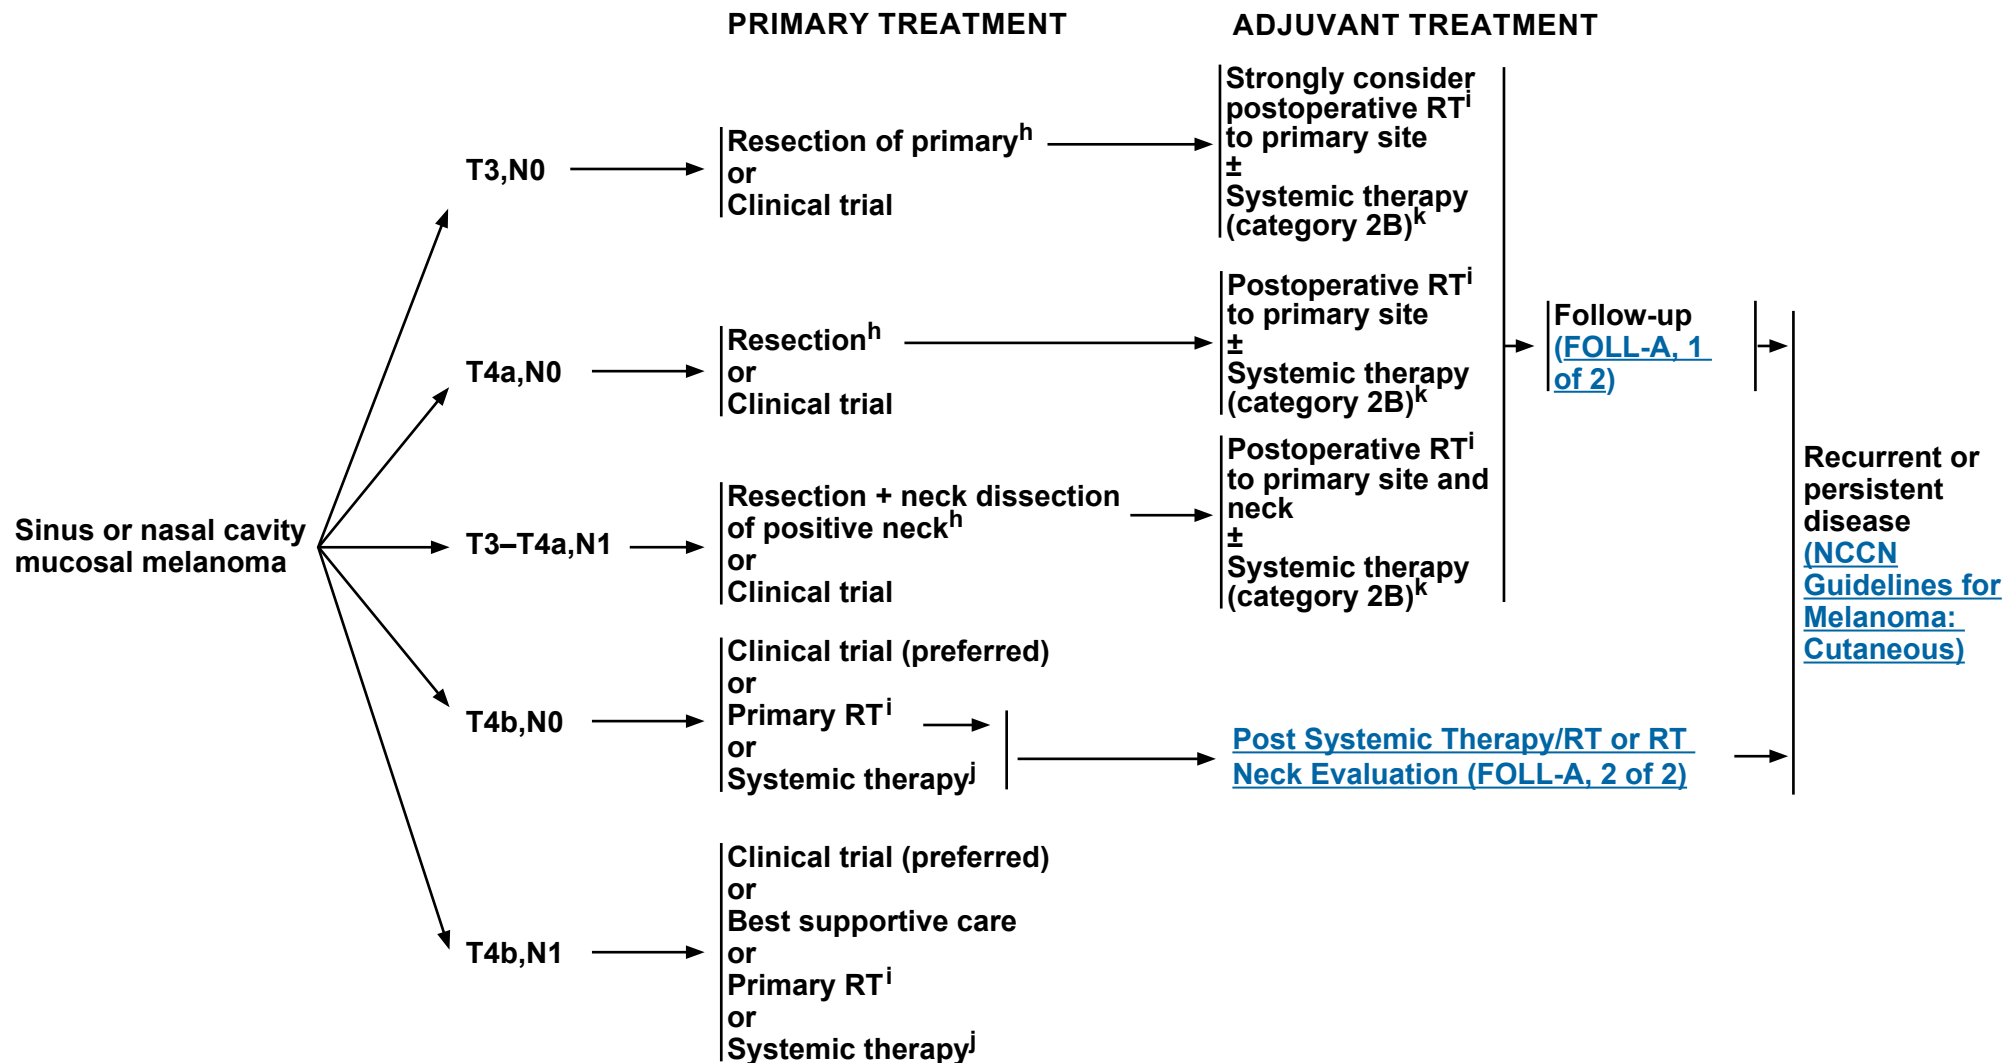 PRIMARY TREATMENT
ADJUVANT TREATMENT
Sinus or nasal cavity
mucosal melanoma
T3,N0
Resection of primaryʰ
or
Clinical trial
Strongly consider
postoperative RTⁱ
to primary site
±
Systemic therapy
(category 2B)ᵏ
T4a,N0
Resectionʰ
or
Clinical trial
Postoperative RTⁱ
to primary site
±
Systemic therapy
(category 2B)ᵏ
T3–T4a,N1
Resection + neck dissection
of positive neckʰ
or
Clinical trial
Postoperative RTⁱ
to primary site and
neck
±
Systemic therapy
(category 2B)ᵏ
Follow-up
(FOLL-A, 1
of 2)
T4b,N0
Clinical trial (preferred)
or
Primary RTⁱ
or
Systemic therapyʲ
Post Systemic Therapy/RT or RT
Neck Evaluation (FOLL-A, 2 of 2)
T4b,N1
Clinical trial (preferred)
or
Best supportive care
or
Primary RTⁱ
or
Systemic therapyʲ
Recurrent or
persistent
disease
(NCCN
Guidelines for
Melanoma:
Cutaneous)